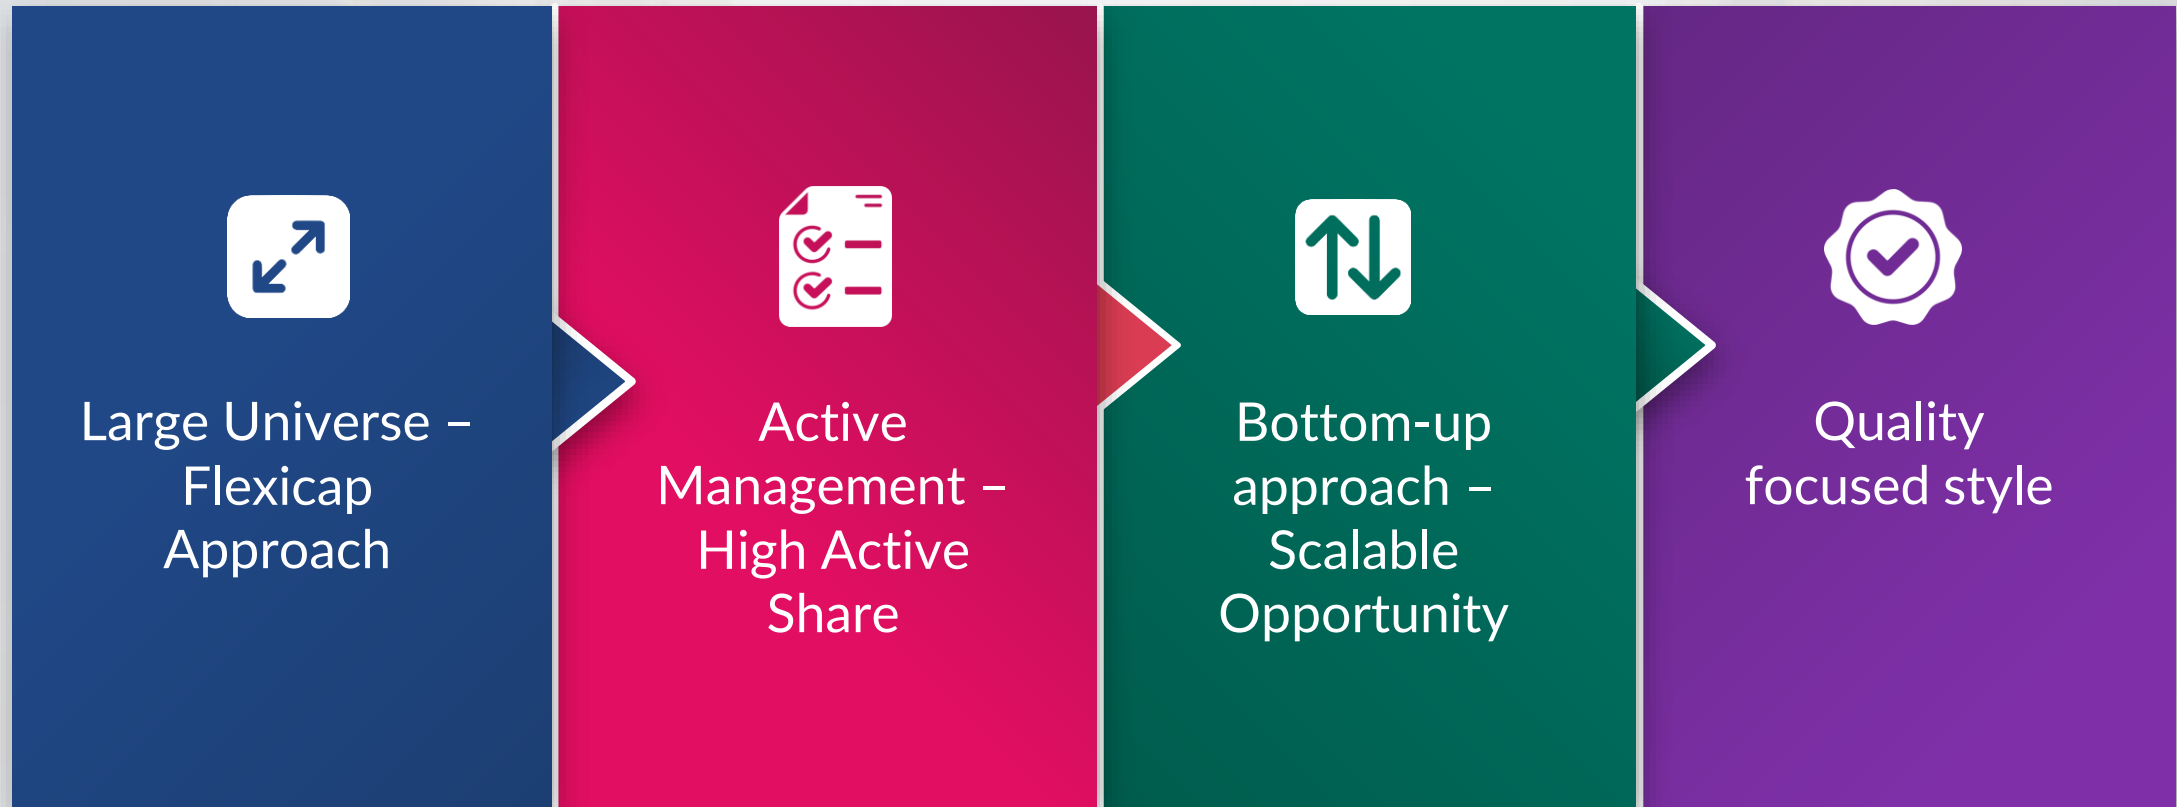 Large Universe –
Flexicap
Approach
Active
Management –
High Active
Share
Bottom-up
approach –
Scalable
Opportunity
Quality
focused style